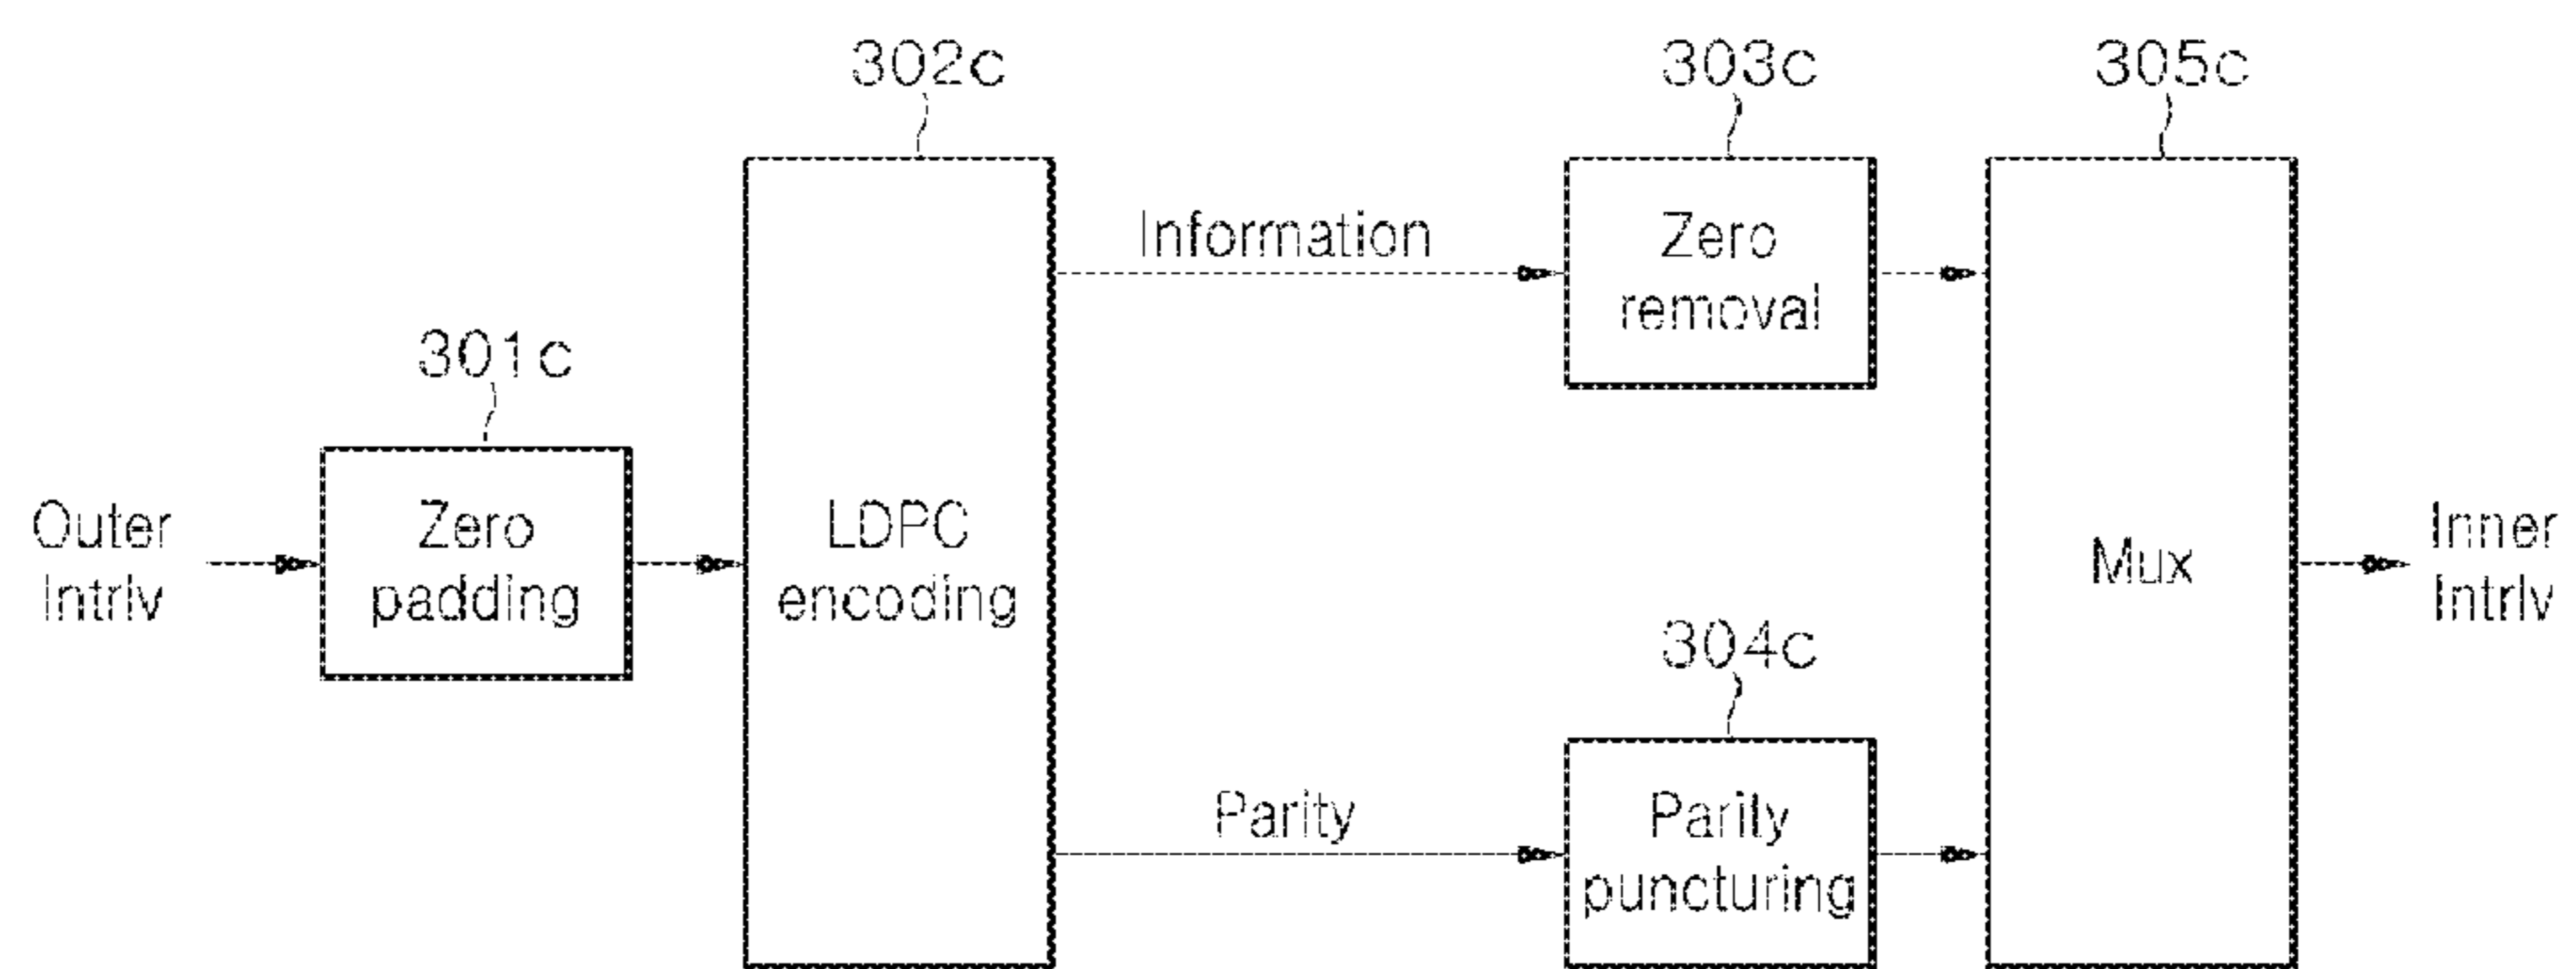 302c
303c
305c
Information
Zero
removal
301c
Outer
Intrlv
Zero
padding
LDPC
encoding
Mux
Inner
Intrlv
304c
Parity
Parity
puncturing